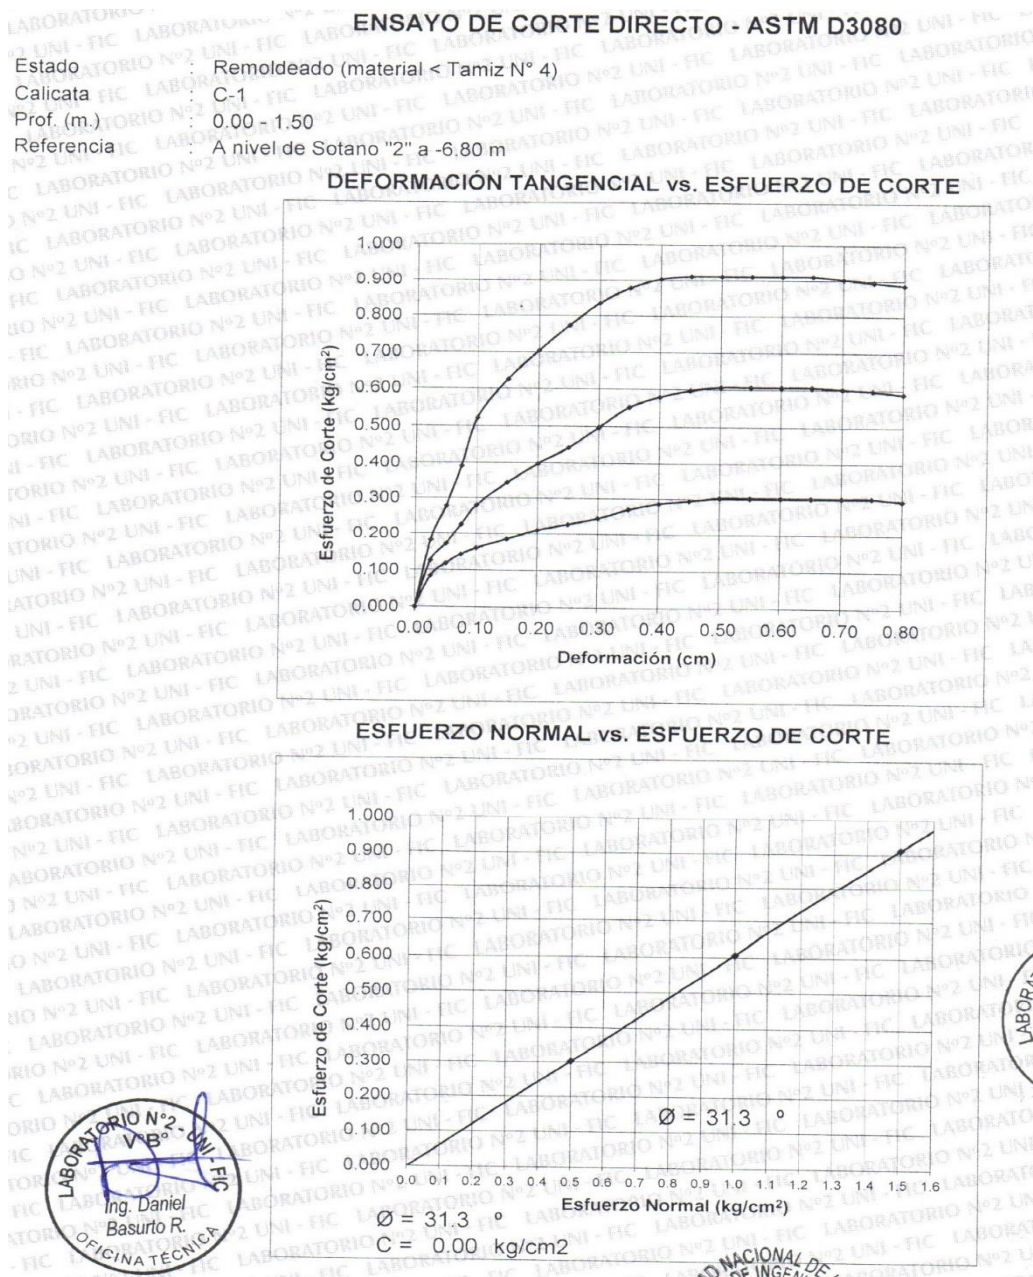 ENSAYO DE CORTE DIRECTO - ASTM D3080
Estado : Remoldeado (material < Tamiz N° 4)
Calicata : C-1
Prof. (m.) : 0.00 - 1.50
Referencia : A nivel de Sotano "2" a -6.80m
DEFORMACIÓN TANGENCIAL vs. ESFUERZO DE CORTE
Esfuerzo de Corte (kg/cm²)
1.000
0.900
0.800
0.700
0.600
0.500
0.400
0.300
0.200
0.100
0.000
0.00 0.10 0.20 0.30 0.40 0.50 0.60 0.70 0.80
Deformación (cm)
ESFUERZO NORMAL vs. ESFUERZO DE CORTE
Esfuerzo de Corte (kg/cm²)
1.000
0.900
0.800
0.700
0.600
0.500
0.400
0.300
0.200
0.100
0.000
0.0 0.1 0.2 0.3 0.4 0.5 0.6 0.7 0.8 0.9 1.0 1.1 1.2 1.3 1.4 1.5 1.6
Esfuerzo Normal (kg/cm²)
Ø = 31.3 º
Ø = 31.3 º
C = 0.00 kg/cm2
LABORATORIO N°2 - UNI - FIC
V°B°
Ing. Daniel
Basurto R.
OFICINA TÉCNICA
NACIONAL DE
LABORATORIO Nº2 UNI - FIC